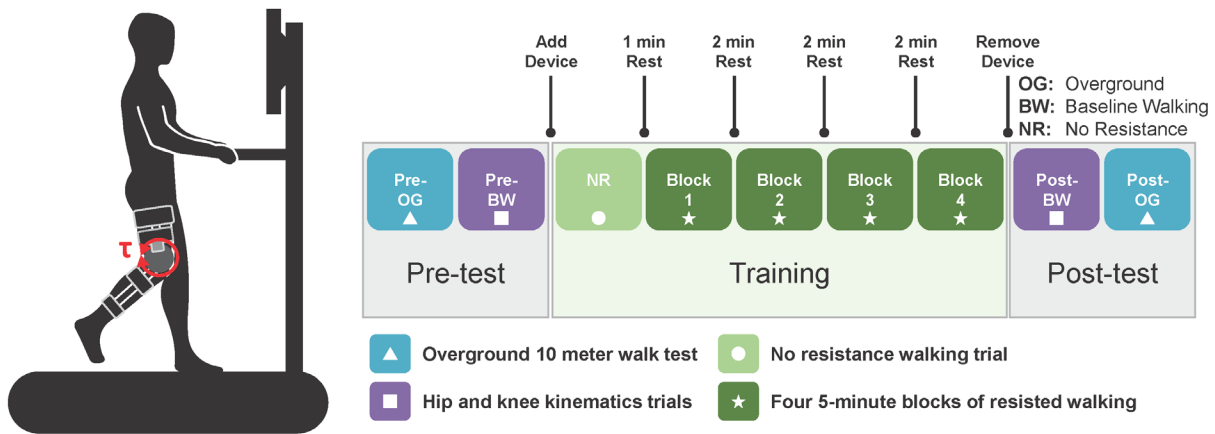 Add
Device
1 min
Rest
2 min
Rest
2 min
Rest
2 min
Rest
Remove
Device
OG: Overground
BW: Baseline Walking
NR: No Resistance
Pre-
OG
Pre-
BW
NR
Block
1
Block
2
Block
3
Block
4
Post-
BW
Post-
OG
τ
Pre-test
Training
Post-test
Overground 10 meter walk test
No resistance walking trial
Hip and knee kinematics trials
Four 5-minute blocks of resisted walking